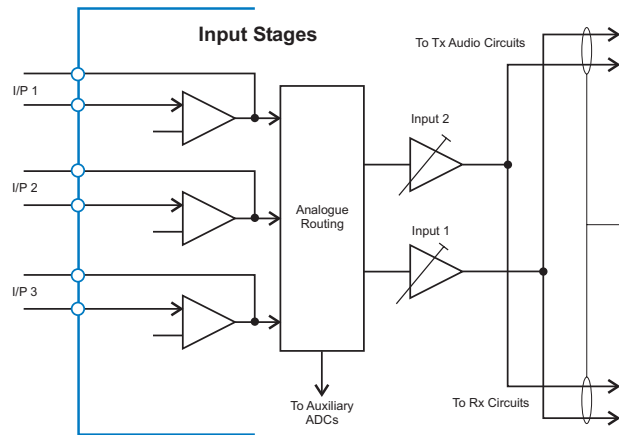 Input Stages
To Tx Audio Circuits
I/P 1
Input 2
I/P 2
Analogue
Routing
Input 1
I/P 3
To Auxiliary
ADCs
To Rx Circuits